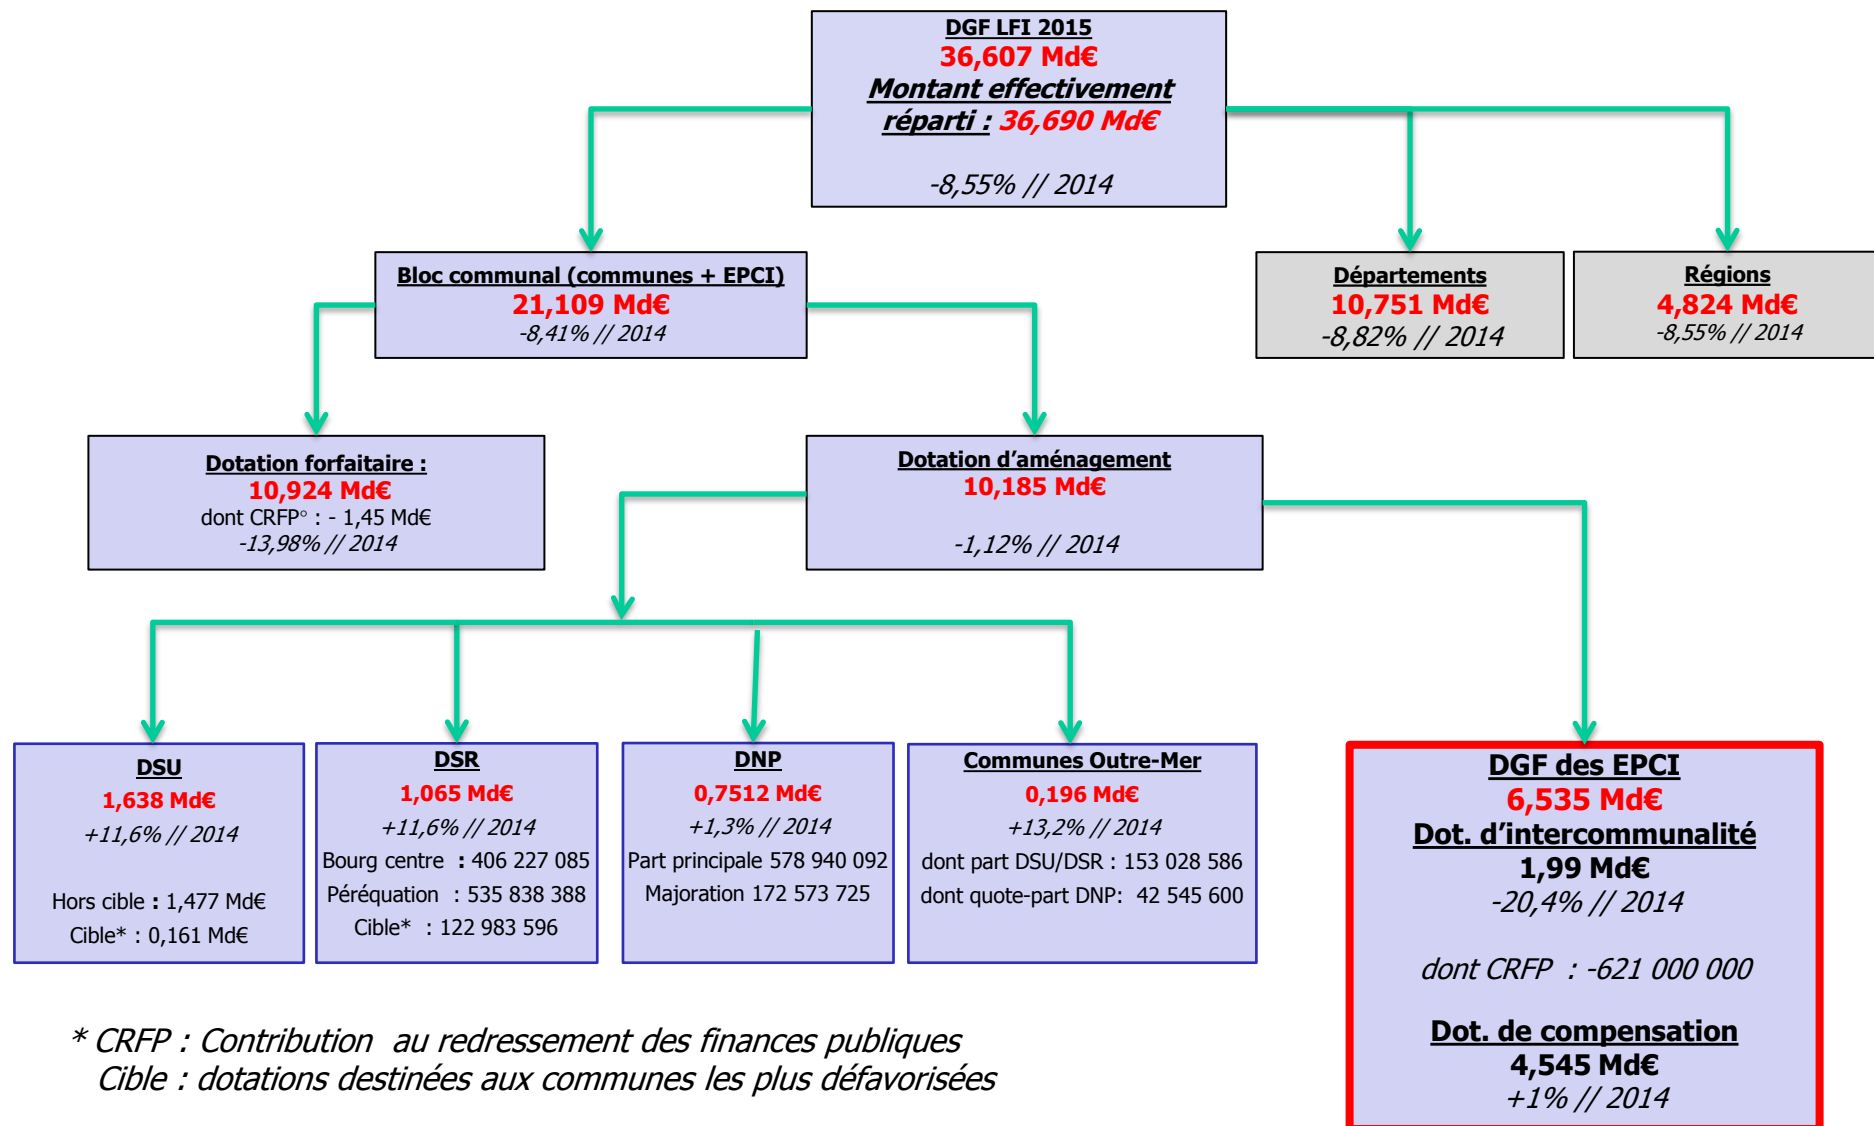 DGF LFI 2015
36,607 Md€
Montant effectivement
réparti : 36,690 Md€
-8,55% // 2014
Bloc communal (communes + EPCI)
21,109 Md€
-8,41% // 2014
Départements
10,751 Md€
-8,82% // 2014
Régions
4,824 Md€
-8,55% // 2014
Dotation forfaitaire :
10,924 Md€
dont CRFP° : - 1,45 Md€
-13,98% // 2014
Dotation d’aménagement
10,185 Md€
-1,12% // 2014
DSU
1,638 Md€
+11,6% // 2014
Hors cible : 1,477 Md€
Cible* : 0,161 Md€
DSR
1,065 Md€
+11,6% // 2014
Bourg centre : 406 227 085
Péréquation : 535 838 388
Cible* : 122 983 596
DNP
0,7512 Md€
+1,3% // 2014
Part principale 578 940 092
Majoration 172 573 725
Communes Outre-Mer
0,196 Md€
+13,2% // 2014
dont part DSU/DSR : 153 028 586
dont quote-part DNP: 42 545 600
DGF des EPCI
6,535 Md€
Dot. d’intercommunalité
1,99 Md€
-20,4% // 2014
dont CRFP : -621 000 000
Dot. de compensation
4,545 Md€
+1% // 2014
* CRFP : Contribution au redressement des finances publiques
Cible : dotations destinées aux communes les plus défavorisées